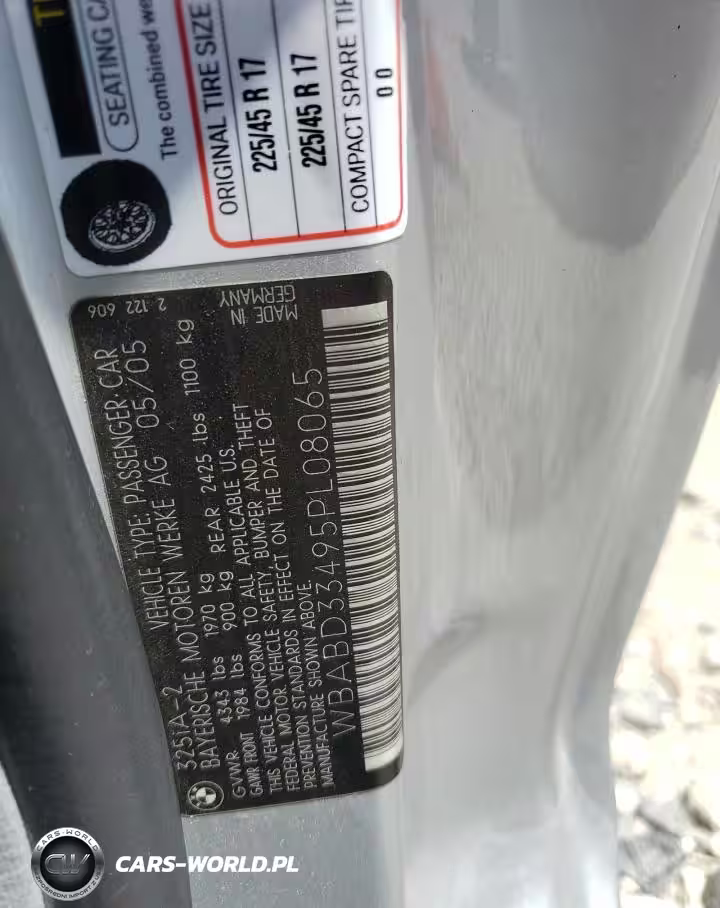 SEATING CA
The combined we
ORIGINAL TIRE SIZE
225/45 R 17
225/45 R 17
COMPACT SPARE TIR
0 0
325iA-2 VEHICLE TYPE: PASSENGER CAR 2 122 606
BAYERISCHE MOTOREN WERKE AG 05/05
GVWR 4343 lbs 1970 kg REAR 2425 lbs 1100 kg
GAWR FRONT 1984 lbs 900 kg
THIS VEHICLE CONFORMS TO ALL APPLICABLE U.S.
FEDERAL MOTOR VEHICLE SAFETY, BUMPER AND THEFT
PREVENTION STANDARDS IN EFFECT ON THE DATE OF
MANUFACTURE SHOWN ABOVE.
MADE IN
GERMANY
WBABD33495PL08065
CARS-WORLD
CW
CARS-WORLD.PL